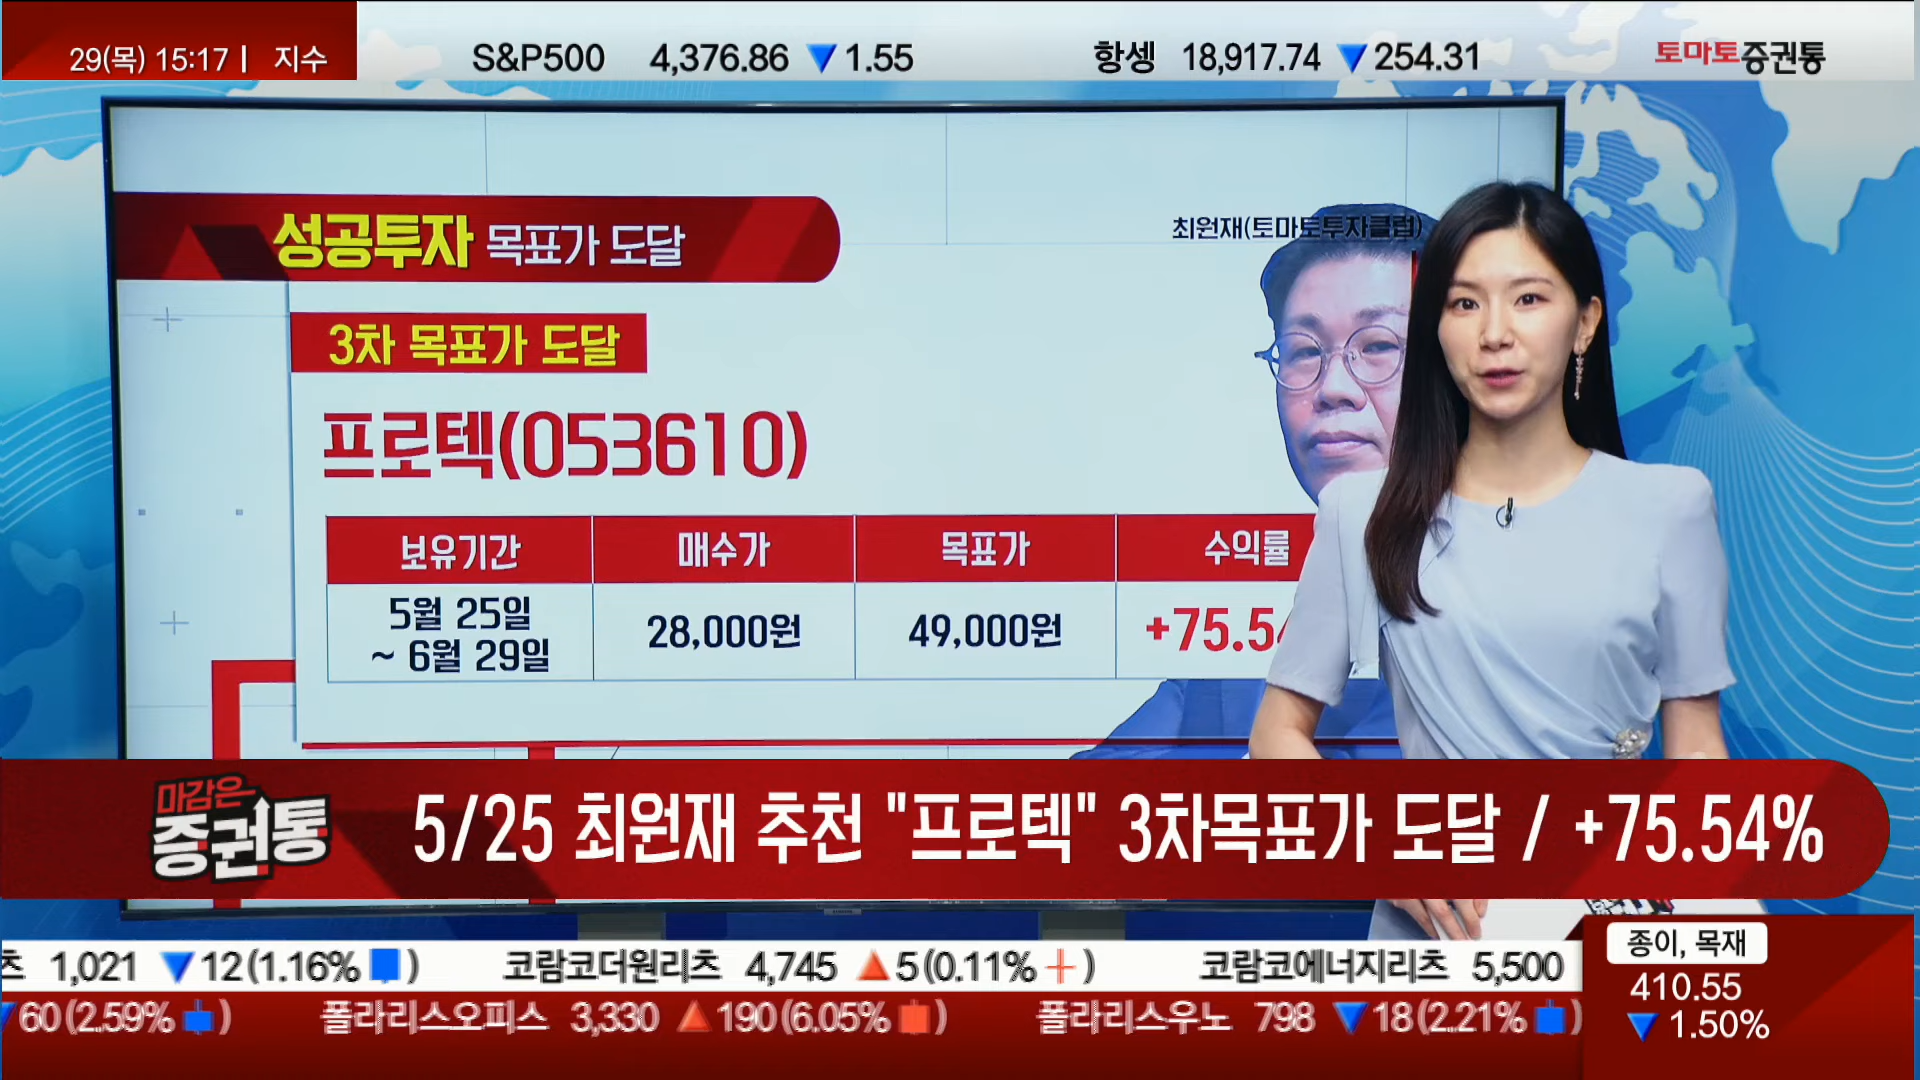 29(목) 15:17 | 지수
S&P500 4,376.86 ▼1.55 항셍 18,917.74 ▼254.31
토마토증권통
성공투자 목표가 도달
최원재(토마토투자클럽)
3차 목표가 도달
프로텍(053610)
보유기간 매수가 목표가 수익률
5월 25일
~ 6월 29일
28,000원 49,000원 +75.54
마감은
증권통
5/25 최원재 추천 "프로텍" 3차목표가 도달 / +75.54%
츠 1,021 ▼12(1.16% ) 코람코더원리츠 4,745 ▲5(0.11% ) 코람코에너지리츠 5,500
▼60(2.59% ) 폴라리스오피스 3,330 ▲190(6.05% ) 폴라리스우노 798 ▼18(2.21% )
종이, 목재
410.55
▼ 1.50%